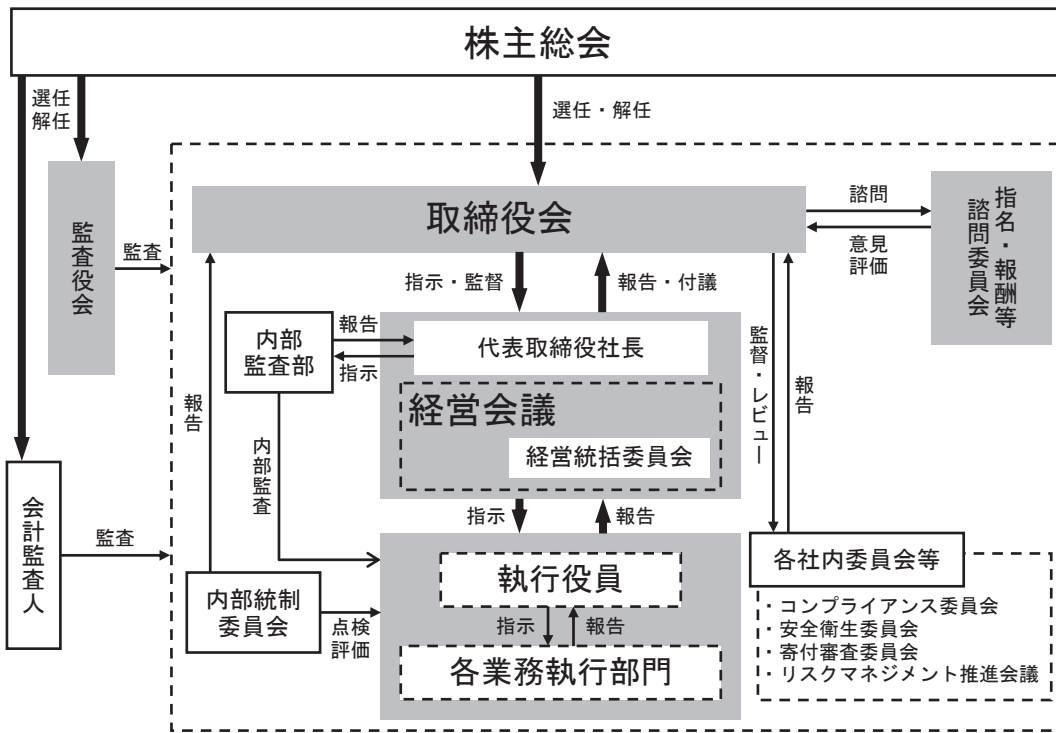 株主総会
選任
解任
選任・解任
監査役会
監査
取締役会
諮問
意見
評価
指名・報酬等
諮問委員会
指示・監督
報告・付議
内部
監査部
報告
指示
代表取締役社長
経営会議
経営統括委員会
監督・レビュー
報告
報告
内部監査
指示
報告
会計監査人
監査
内部統制
委員会
点検
評価
執行役員
指示
報告
各業務執行部門
各社内委員会等
・コンプライアンス委員会
・安全衛生委員会
・寄付審査委員会
・リスクマネジメント推進会議